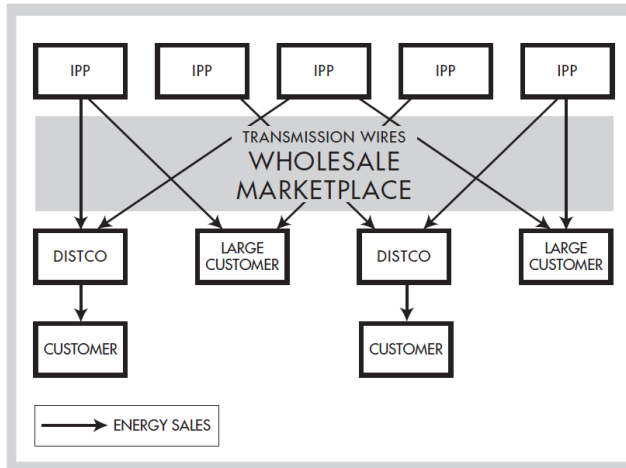 IPP
IPP
IPP
IPP
IPP
TRANSMISSION WIRES
WHOLESALE
MARKETPLACE
DISTCO
LARGE
CUSTOMER
DISTCO
LARGE
CUSTOMER
CUSTOMER
CUSTOMER
ENERGY SALES